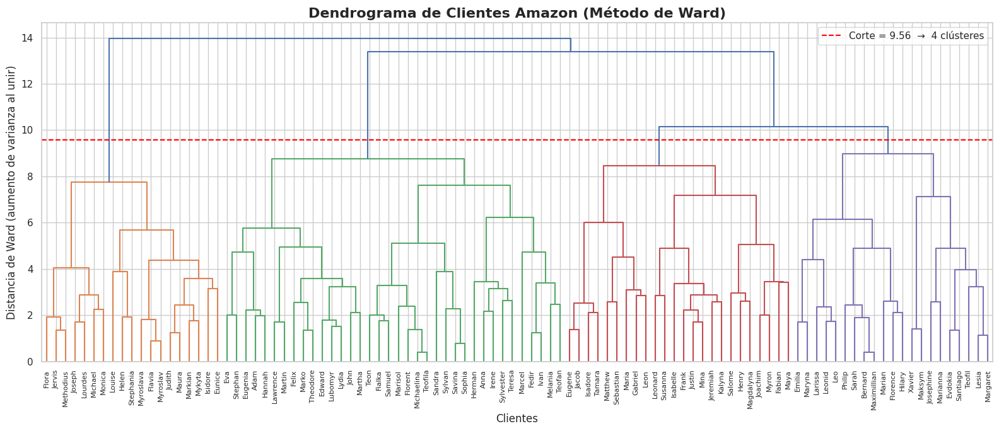 Dendrograma de Clientes Amazon (Método de Ward)
Corte = 9.56 → 4 clústeres
Distancia de Ward (aumento de varianza al unir)
14
12
10
8
6
4
2
0
Flora
Jervis
Methodius
Joseph
Lourdes
Michael
Monica
Louise
Helen
Stephania
Myroslava
Flavia
Myroslav
Judith
Maura
Markian
Mykyta
Isidore
Eunice
Eva
Stephan
Eugenia
Adam
Hannah
Lawrence
Martin
Felix
Marko
Theodore
Edward
Lubomyr
Lydia
John
Martha
Teon
Fialka
Samuel
Marisol
Florent
Michaelina
Teofilia
Sandra
Sylvan
Savina
Sophia
Herman
Anna
Irene
Sylvester
Teresa
Marcel
Fedir
Ivan
Melania
Teofan
Eugene
Jacob
Isadore
Tamara
Matthew
Sebastian
Maria
Gabriel
Leon
Leonard
Susanna
Isabelle
Frank
Justin
Mina
Jeremiah
Kalyna
Salome
Henry
Magdalyna
Joachim
Myron
Fabian
Maya
Emilia
Maryna
Larissa
Leonid
Leo
Philip
Sarah
Bernard
Maximillian
Marian
Florence
Hilary
Xavier
Maksym
Josephine
Marianna
Evdokia
Santiago
Teofil
Lesia
Margaret
Clientes